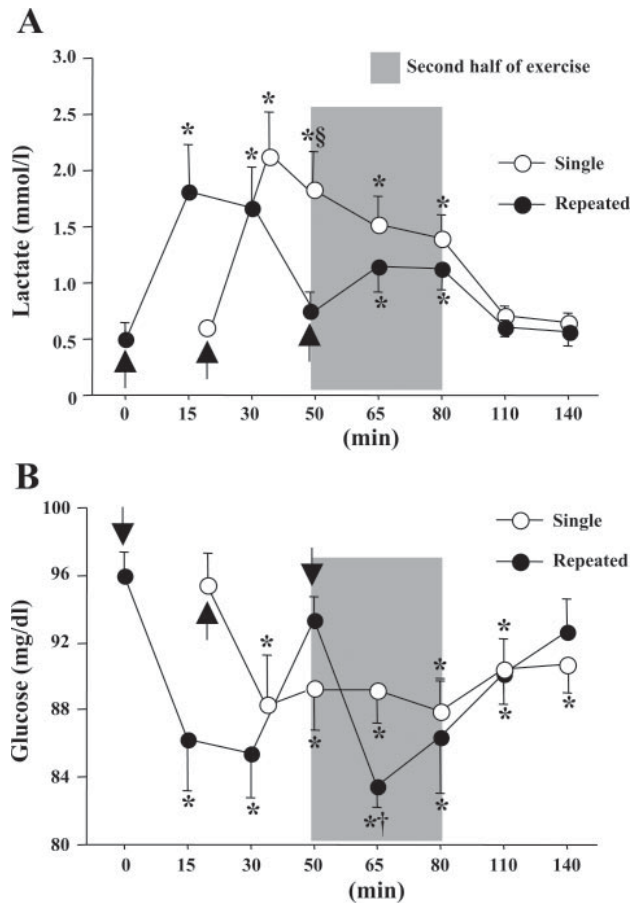 A
3.0
Second half of exercise
2.5
2.0
1.5
1.0
0.5
0
Lactate (mmol/l)
* * * *§ * * * *
Single
Repeated
0 15 30 50 65 80 110 140
(min)
B
100
96
92
88
84
80
Glucose (mg/dl)
Single
Repeated
* * *
* * * * * * *
*†
0 15 30 50 65 80 110 140
(min)